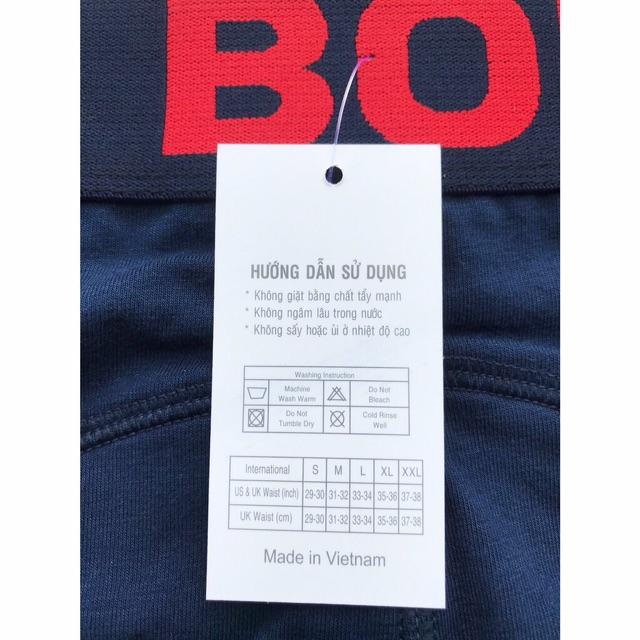 BO
HƯỚNG DẪN SỬ DỤNG
* Không giặt bằng chất tẩy mạnh
* Không ngâm lâu trong nước
* Không sấy hoặc ủi ở nhiệt độ cao
Washing Instruction
Machine Wash Warm Do Not Bleach
Do Not Tumble Dry Cold Rinse Well
International S M L XL XXL
US & UK Waist (inch) 29-30 31-32 33-34 35-36 37-38
UK Waist (cm) 29-30 31-32 33-34 35-36 37-38
Made in Vietnam